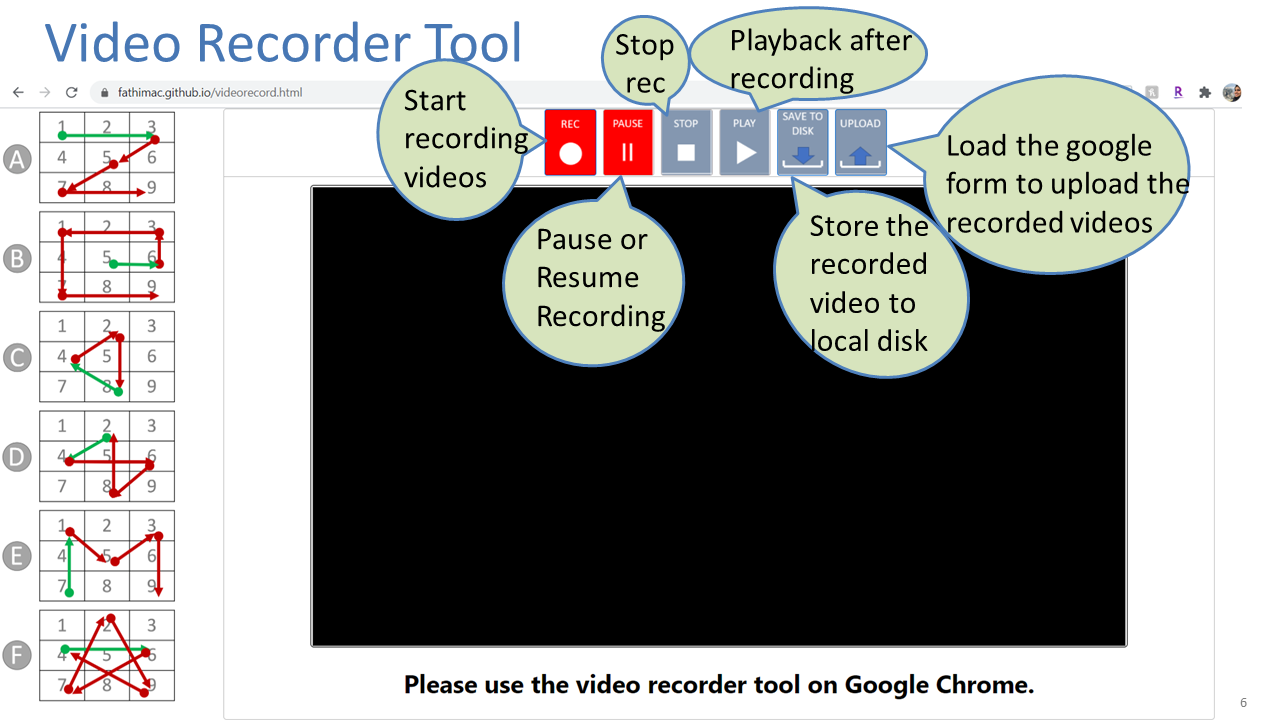 Video Recorder Tool
Stop
rec
Playback after
recording
Start
recording
videos
fathimac.github.io/videorecord.html
R
REC
PAUSE
STOP
PLAY
SAVE TO
DISK
UPLOAD
Load the google
form to upload the
recorded videos
Pause or
Resume
Recording
Store the
recorded
video to
local disk
A
1 2 3
4 5 6
7 8 9
B
1 2 3
4 5 6
7 8 9
C
1 2 3
4 5 6
7 8 9
D
1 2 3
4 5 6
7 8 9
E
1 2 3
4 5 6
7 8 9
F
1 2 3
4 5 6
7 8 9
Please use the video recorder tool on Google Chrome.
6